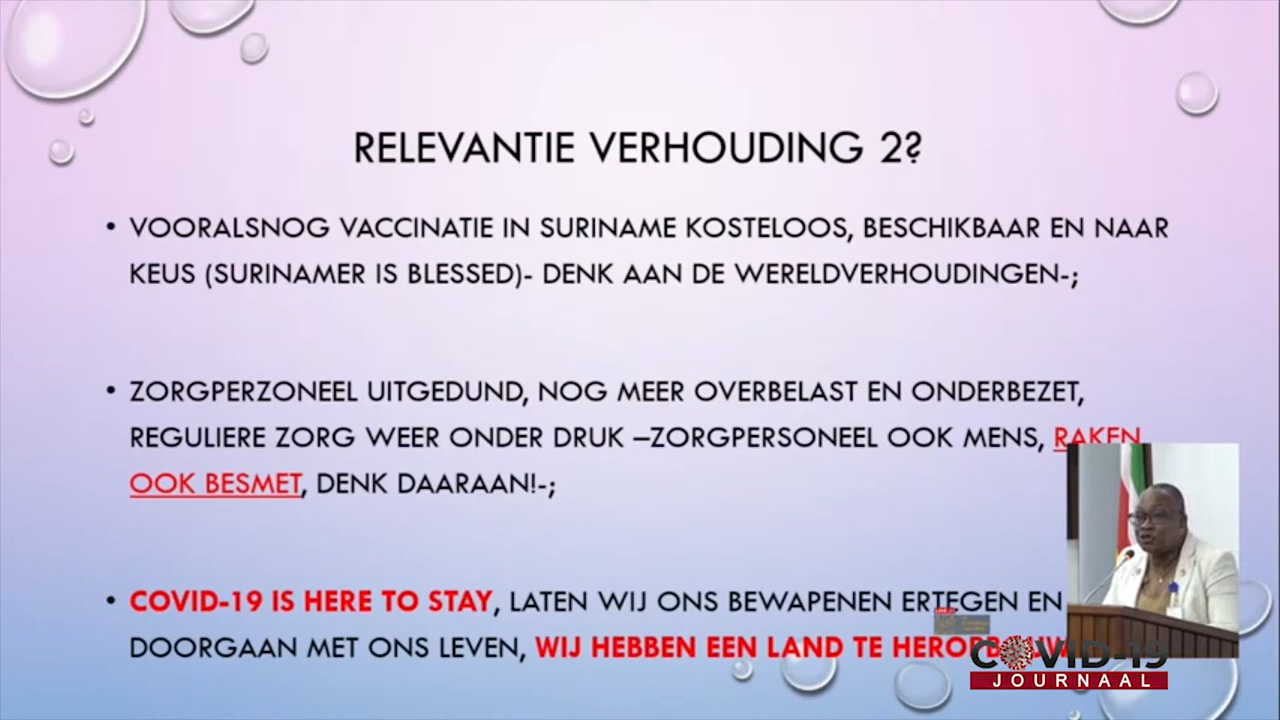 RELEVANTIE VERHOUDING 2?
• VOORALSNOG VACCINATIE IN SURINAME KOSTELOOS, BESCHIKBAAR EN NAAR
KEUS (SURINAMER IS BLESSED)- DENK AAN DE WERELDVERHOUDINGEN-;
• ZORGPERZONEEL UITGEDUND, NOG MEER OVERBELAST EN ONDERBEZET,
REGULIERE ZORG WEER ONDER DRUK –ZORGPERSONEEL OOK MENS, RAKEN
OOK BESMET, DENK DAARAAN!-;
• COVID-19 IS HERE TO STAY, LATEN WIJ ONS BEWAPENEN ERTEGEN EN
DOORGAAN MET ONS LEVEN, WIJ HEBBEN EEN LAND TE
COVID-19
JOURNAAL